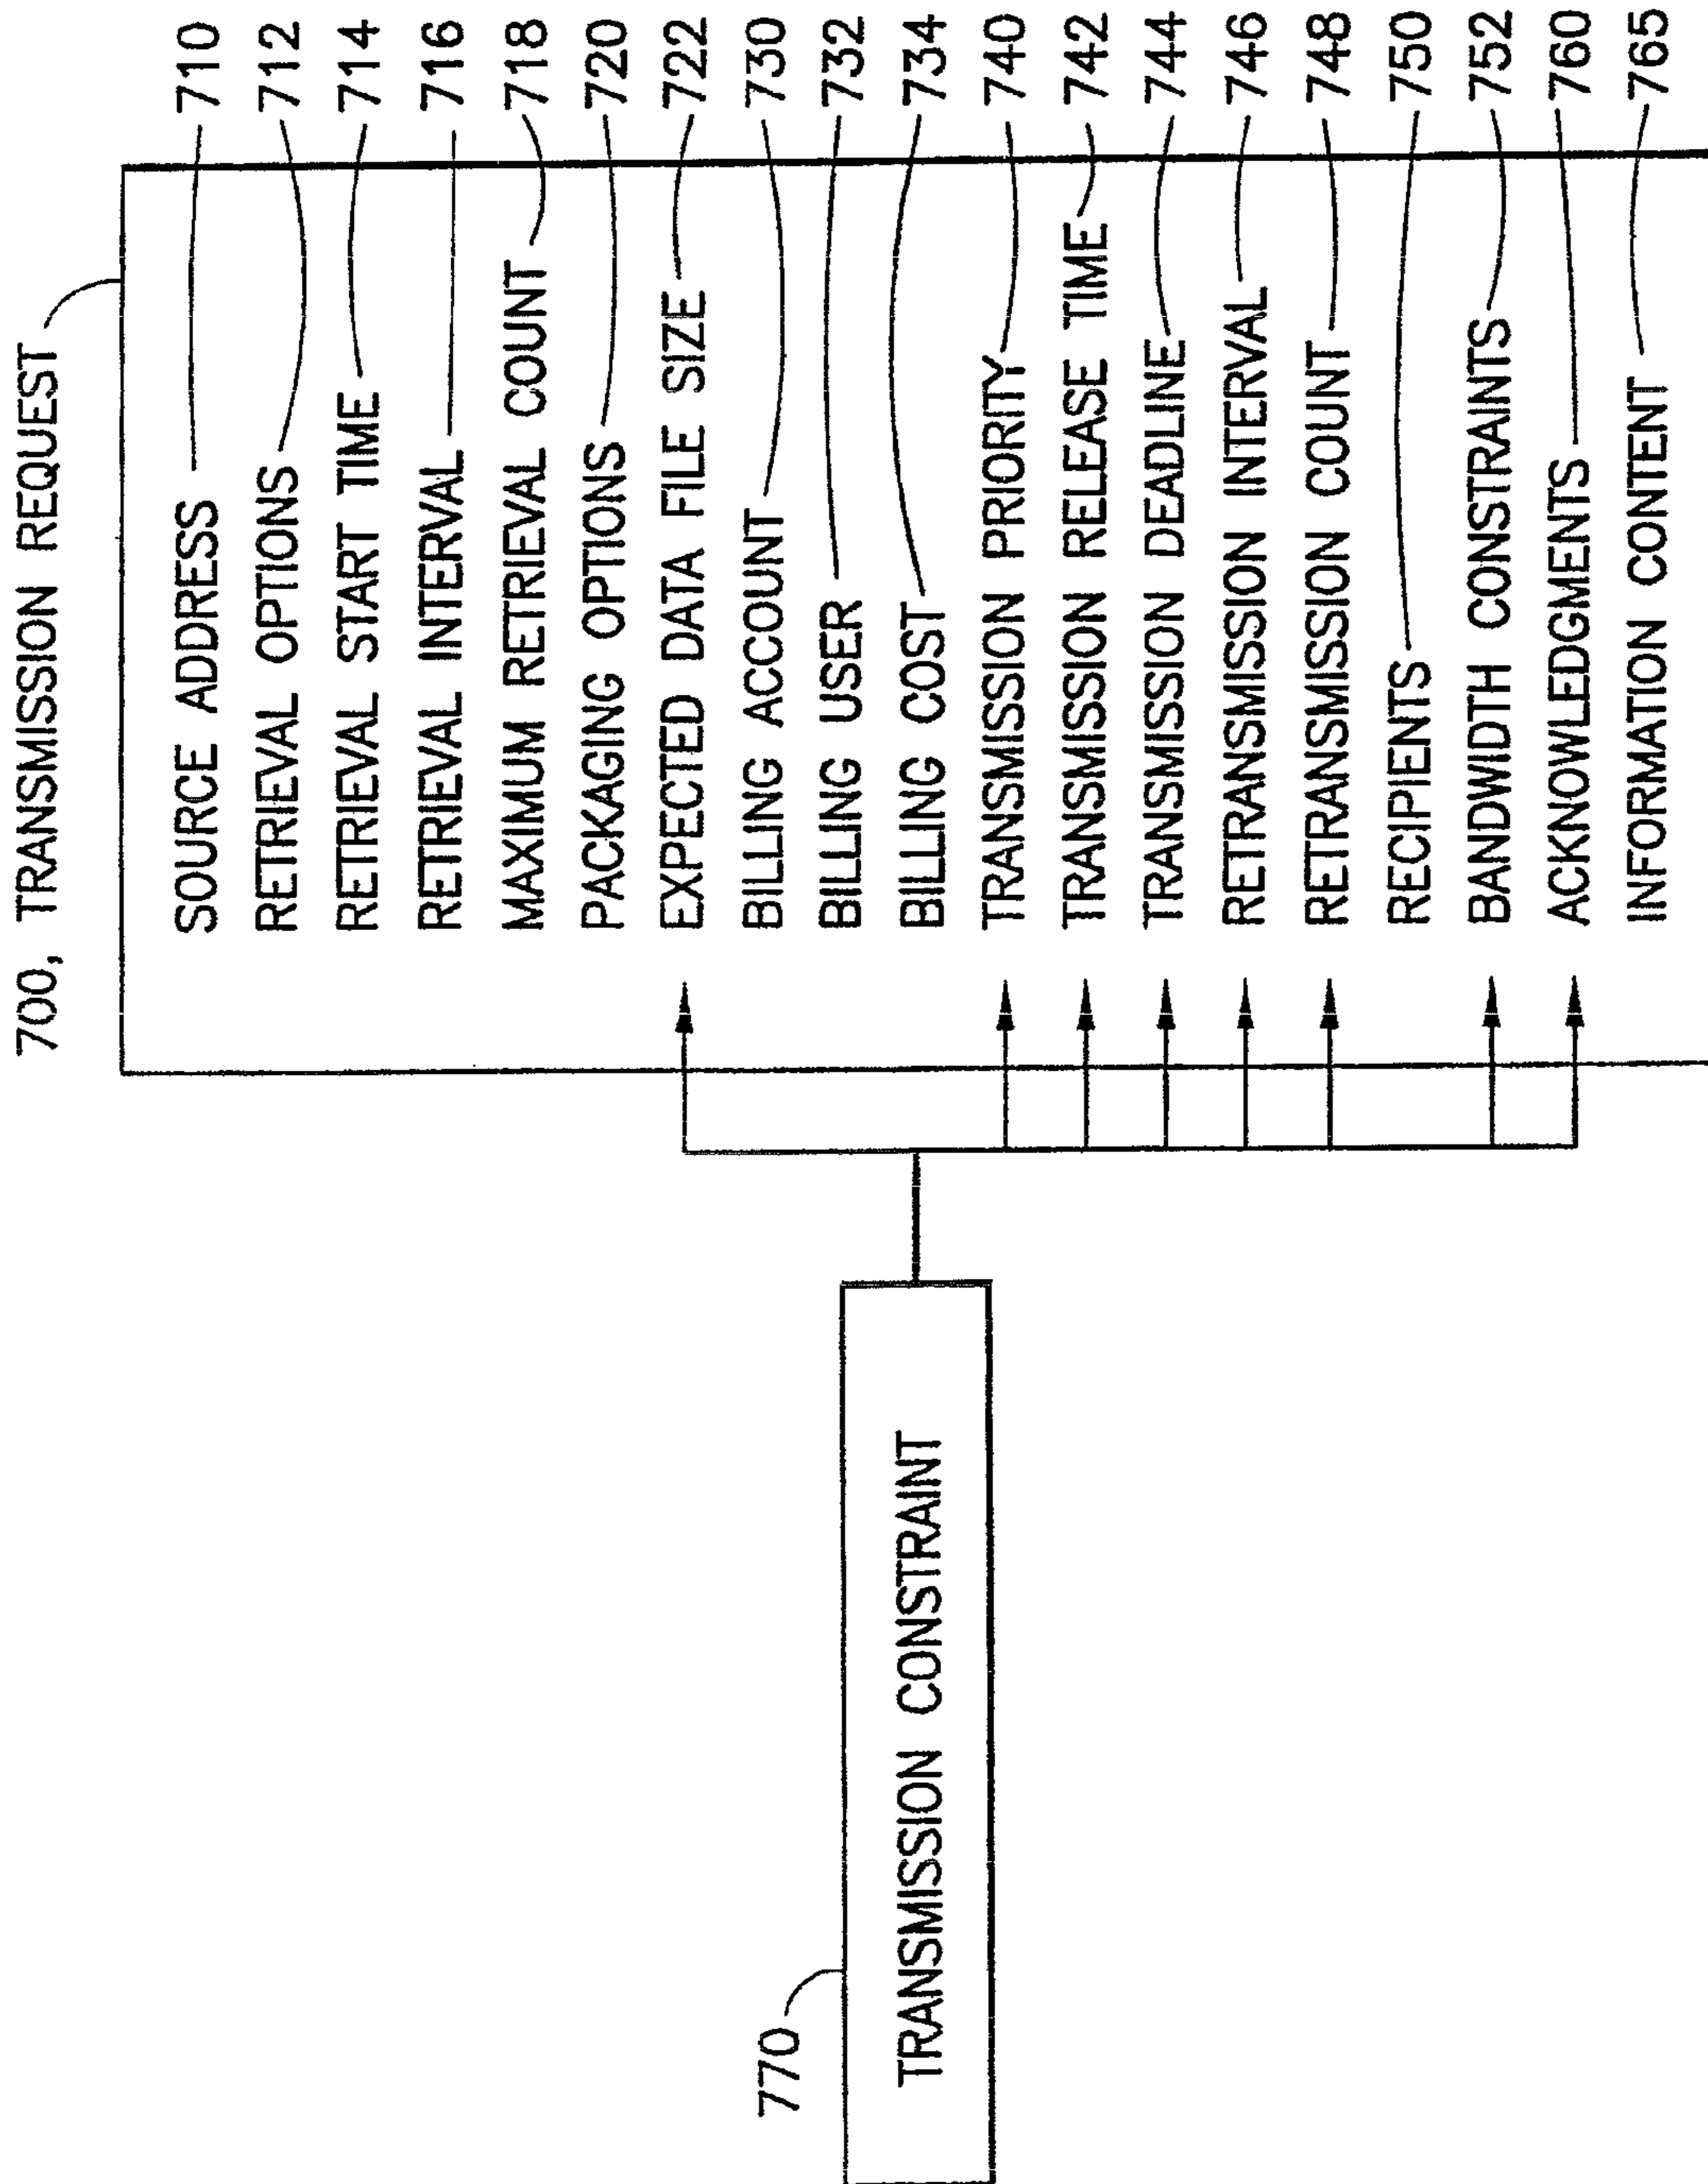 700, TRANSMISSION REQUEST
SOURCE ADDRESS 710
RETRIEVAL OPTIONS 712
RETRIEVAL START TIME 714
RETRIEVAL INTERVAL 716
MAXIMUM RETRIEVAL COUNT 718
PACKAGING OPTIONS 720
EXPECTED DATA FILE SIZE 722
BILLING ACCOUNT 730
BILLING USER 732
BILLING COST 734
TRANSMISSION PRIORITY 740
TRANSMISSION RELEASE TIME 742
TRANSMISSION DEADLINE 744
RETRANSMISSION INTERVAL 746
RETRANSMISSION COUNT 748
RECIPIENTS 750
BANDWIDTH CONSTRAINTS 752
ACKNOWLEDGMENTS 760
INFORMATION CONTENT 765
770
TRANSMISSION CONSTRAINT